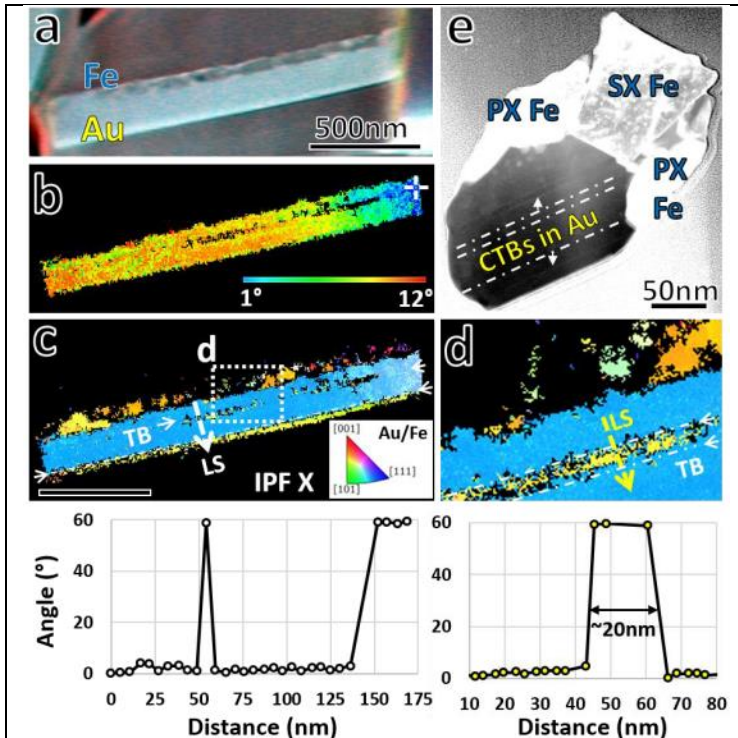 a
Fe
Au
500nm
b
1°
12°
c
d
TB
LS
IPF X
Au/Fe
[001]
[111]
[101]
e
PX Fe
SX Fe
PX
Fe
CTBs in Au
50nm
d
ILS
TB
Angle (°)
60
40
20
0
0
25
50
75
100
125
150
175
Distance (nm)
60
40
20
0
~20nm
10
20
30
40
50
60
70
80
Distance (nm)